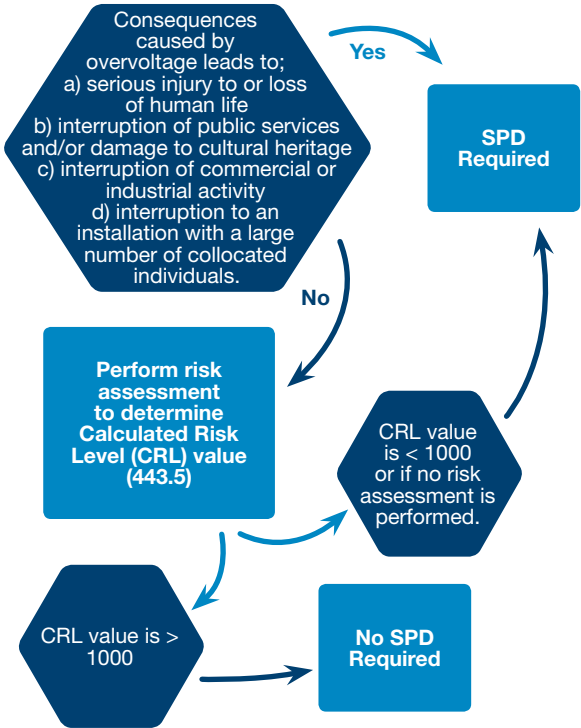 Consequences
caused by
overvoltage leads to;
a) serious injury to or loss
of human life
b) interruption of public services
and/or damage to cultural heritage
c) interruption of commercial or
industrial activity
d) interruption to an
installation with a large
number of collocated
individuals.
Yes
SPD
Required
No
Perform risk
assessment
to determine
Calculated Risk
Level (CRL) value
(443.5)
CRL value
is < 1000
or if no risk
assessment is
performed.
CRL value is >
1000
No SPD
Required